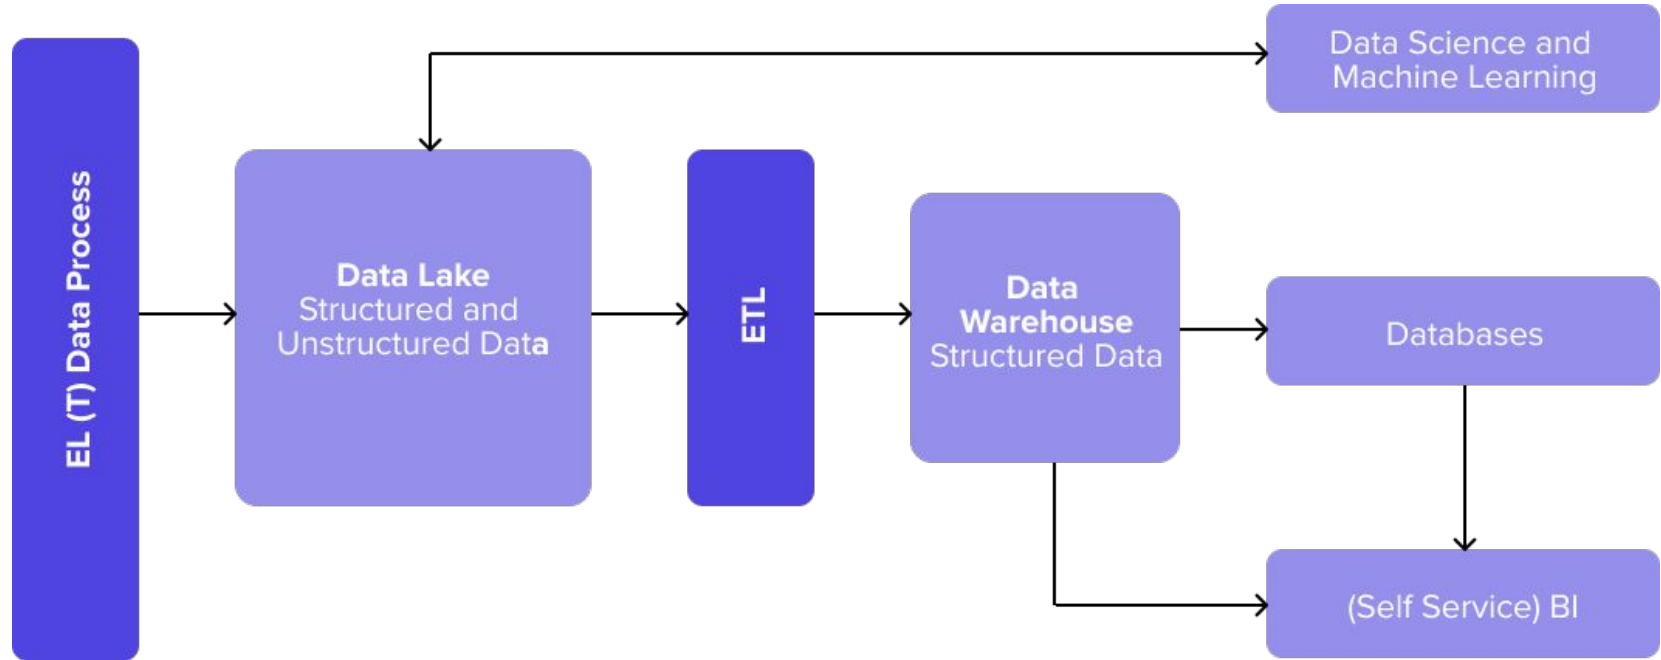 EL (T) Data Process
Data Lake
Structured and
Unstructured Data
ETL
Data
Warehouse
Structured Data
Data Science and
Machine Learning
Databases
(Self Service) BI